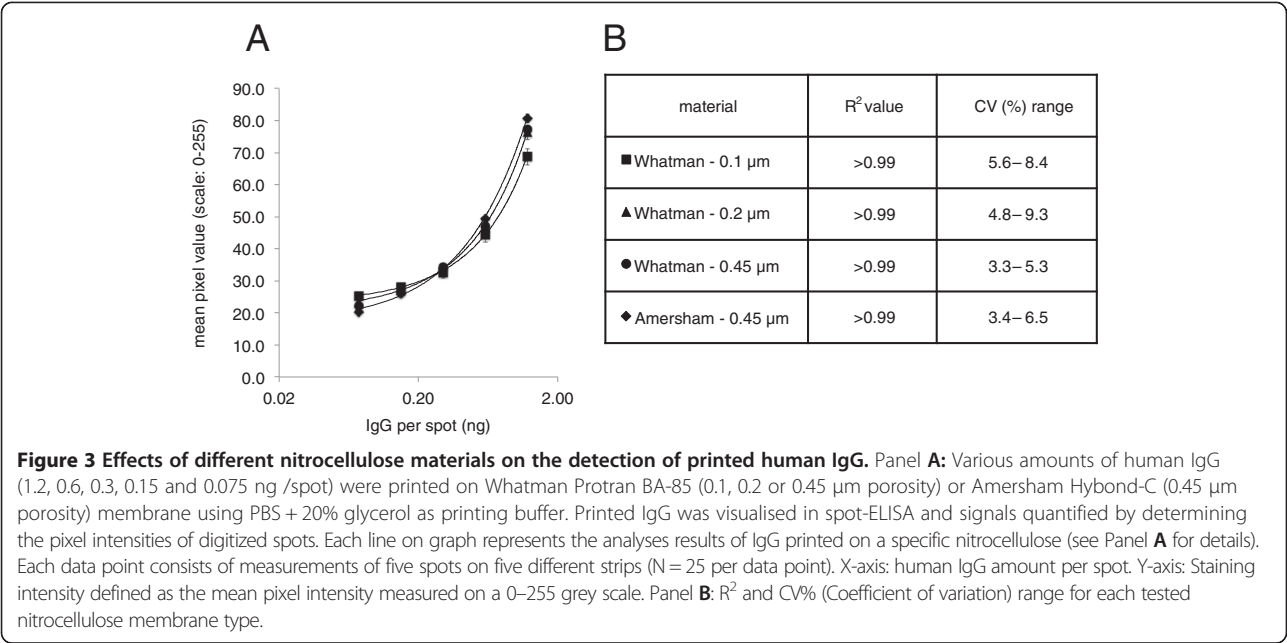 A
B
mean pixel value (scale: 0-255)
90.0
80.0
70.0
60.0
50.0
40.0
30.0
20.0
10.0
0.0
0.02 0.20 2.00
IgG per spot (ng)
material R² value CV (%) range
■ Whatman - 0.1 µm >0.99 5.6–8.4
▲ Whatman - 0.2 µm >0.99 4.8–9.3
● Whatman - 0.45 µm >0.99 3.3–5.3
◆ Amersham - 0.45 µm >0.99 3.4–6.5
Figure 3 Effects of different nitrocellulose materials on the detection of printed human IgG. Panel A: Various amounts of human IgG
(1.2, 0.6, 0.3, 0.15 and 0.075 ng /spot) were printed on Whatman Protran BA-85 (0.1, 0.2 or 0.45 µm porosity) or Amersham Hybond-C (0.45 µm
porosity) membrane using PBS + 20% glycerol as printing buffer. Printed IgG was visualised in spot-ELISA and signals quantified by determining
the pixel intensities of digitized spots. Each line on graph represents the analyses results of IgG printed on a specific nitrocellulose (see Panel A for details).
Each data point consists of measurements of five spots on five different strips (N = 25 per data point). X-axis: human IgG amount per spot. Y-axis: Staining
intensity defined as the mean pixel intensity measured on a 0–255 grey scale. Panel B: R² and CV% (Coefficient of variation) range for each tested
nitrocellulose membrane type.